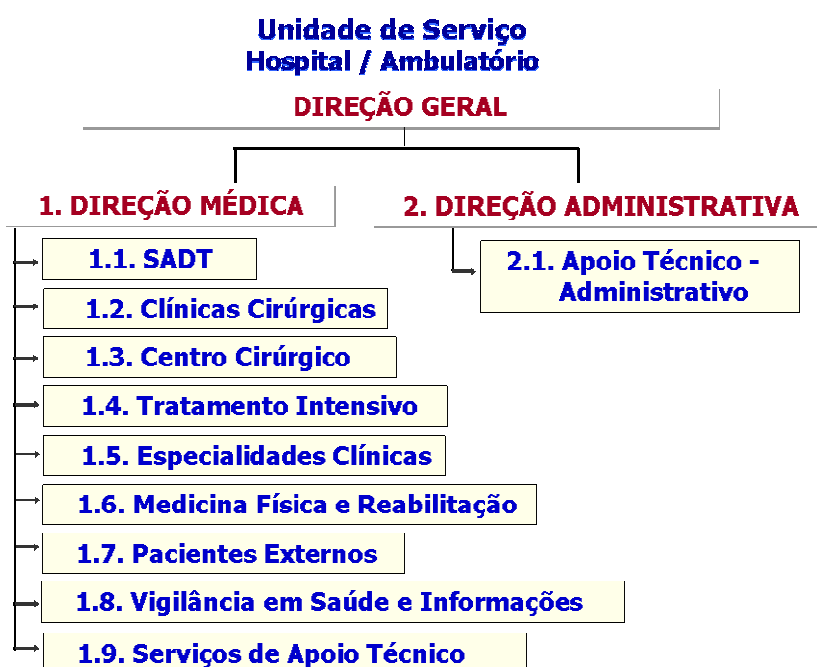 Unidade de Serviço
Hospital / Ambulatório
DIREÇÃO GERAL
1. DIREÇÃO MÉDICA
2. DIREÇÃO ADMINISTRATIVA
1.1. SADT
2.1. Apoio Técnico -
Administrativo
1.2. Clínicas Cirúrgicas
1.3. Centro Cirúrgico
1.4. Tratamento Intensivo
1.5. Especialidades Clínicas
1.6. Medicina Física e Reabilitação
1.7. Pacientes Externos
1.8. Vigilância em Saúde e Informações
1.9. Serviços de Apoio Técnico